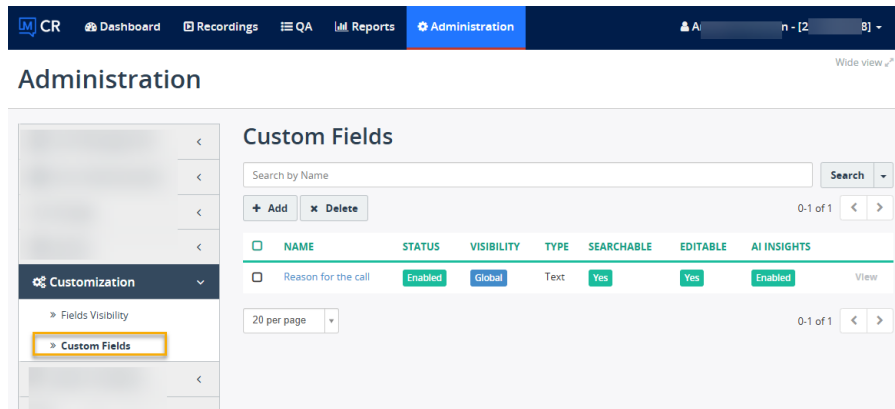 M CR Dashboard Recordings QA Reports Administration A n - [2 8]
Wide view
Administration
Custom Fields
Search by Name Search
+ Add × Delete 0-1 of 1
NAME STATUS VISIBILITY TYPE SEARCHABLE EDITABLE AI INSIGHTS
Customization
Reason for the call Enabled Global Text Yes Yes Enabled View
» Fields Visibility
» Custom Fields
20 per page 0-1 of 1